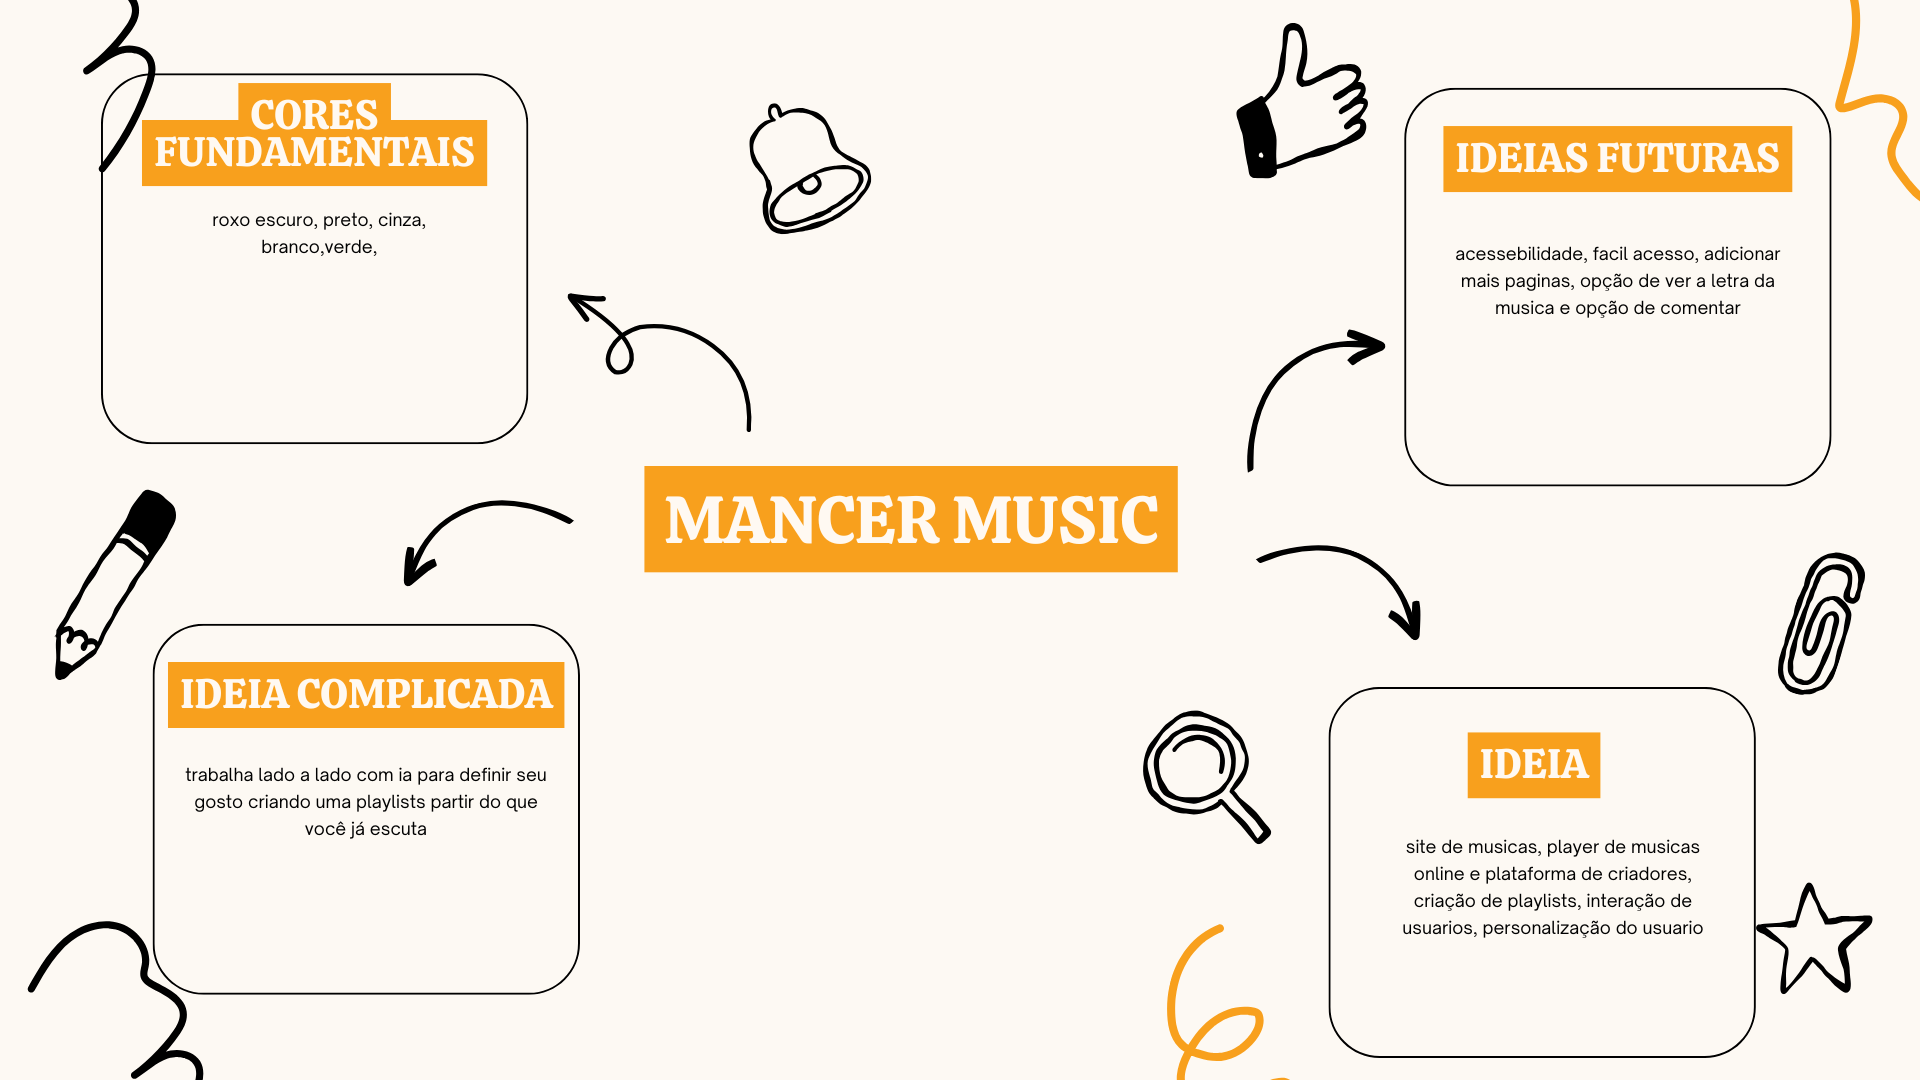 CORES
FUNDAMENTAIS
roxo escuro, preto, cinza,
branco,verde,
IDEIAS FUTURAS
acessebilidade, facil acesso, adicionar
mais paginas, opção de ver a letra da
musica e opção de comentar
MANCER MUSIC
IDEIA COMPLICADA
trabalha lado a lado com ia para definir seu
gosto criando uma playlists partir do que
você já escuta
IDEIA
site de musicas, player de musicas
online e plataforma de criadores,
criação de playlists, interação de
usuarios, personalização do usuario